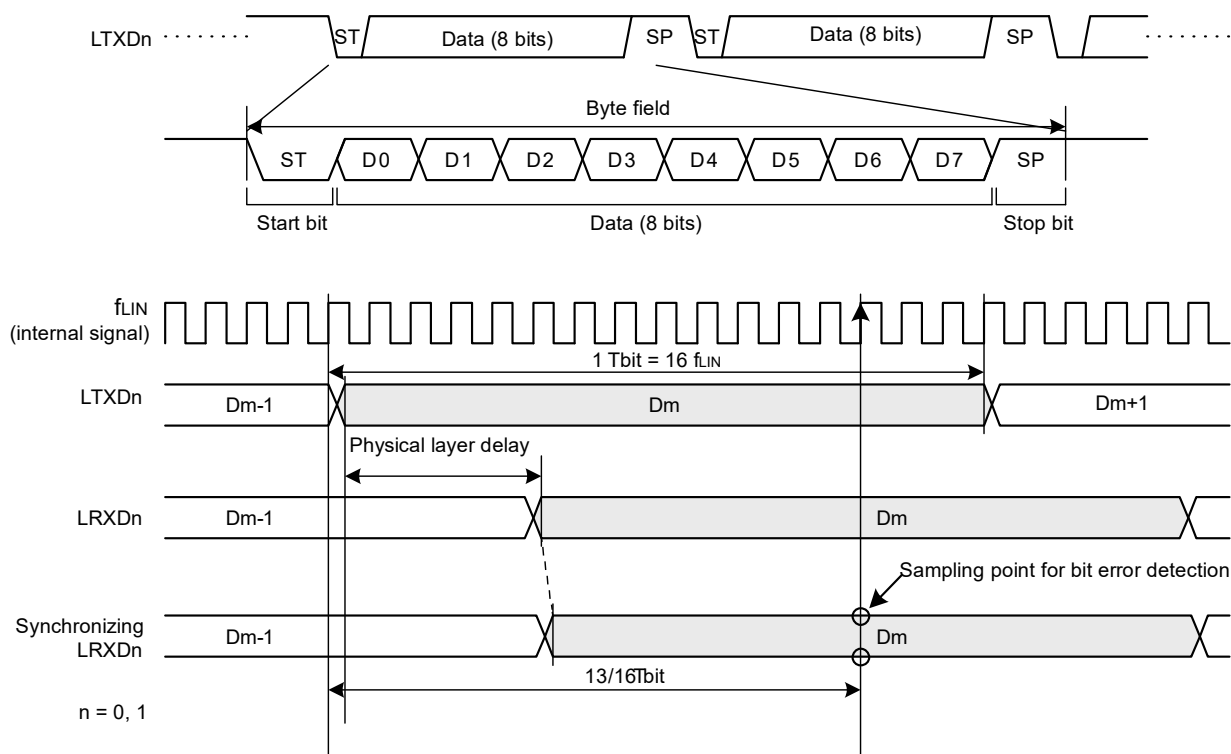 LTXDn ST Data (8 bits) SP ST Data (8 bits) SP
Byte field
ST D0 D1 D2 D3 D4 D5 D6 D7 SP
Start bit Data (8 bits) Stop bit
fLIN
(internal signal)
1 Tbit = 16 fLIN
LTXDn Dm-1 Dm Dm+1
Physical layer delay
LRXDn Dm-1 Dm
Sampling point for bit error detection
Synchronizing
LRXDn Dm-1 Dm
13/16Tbit
n = 0, 1